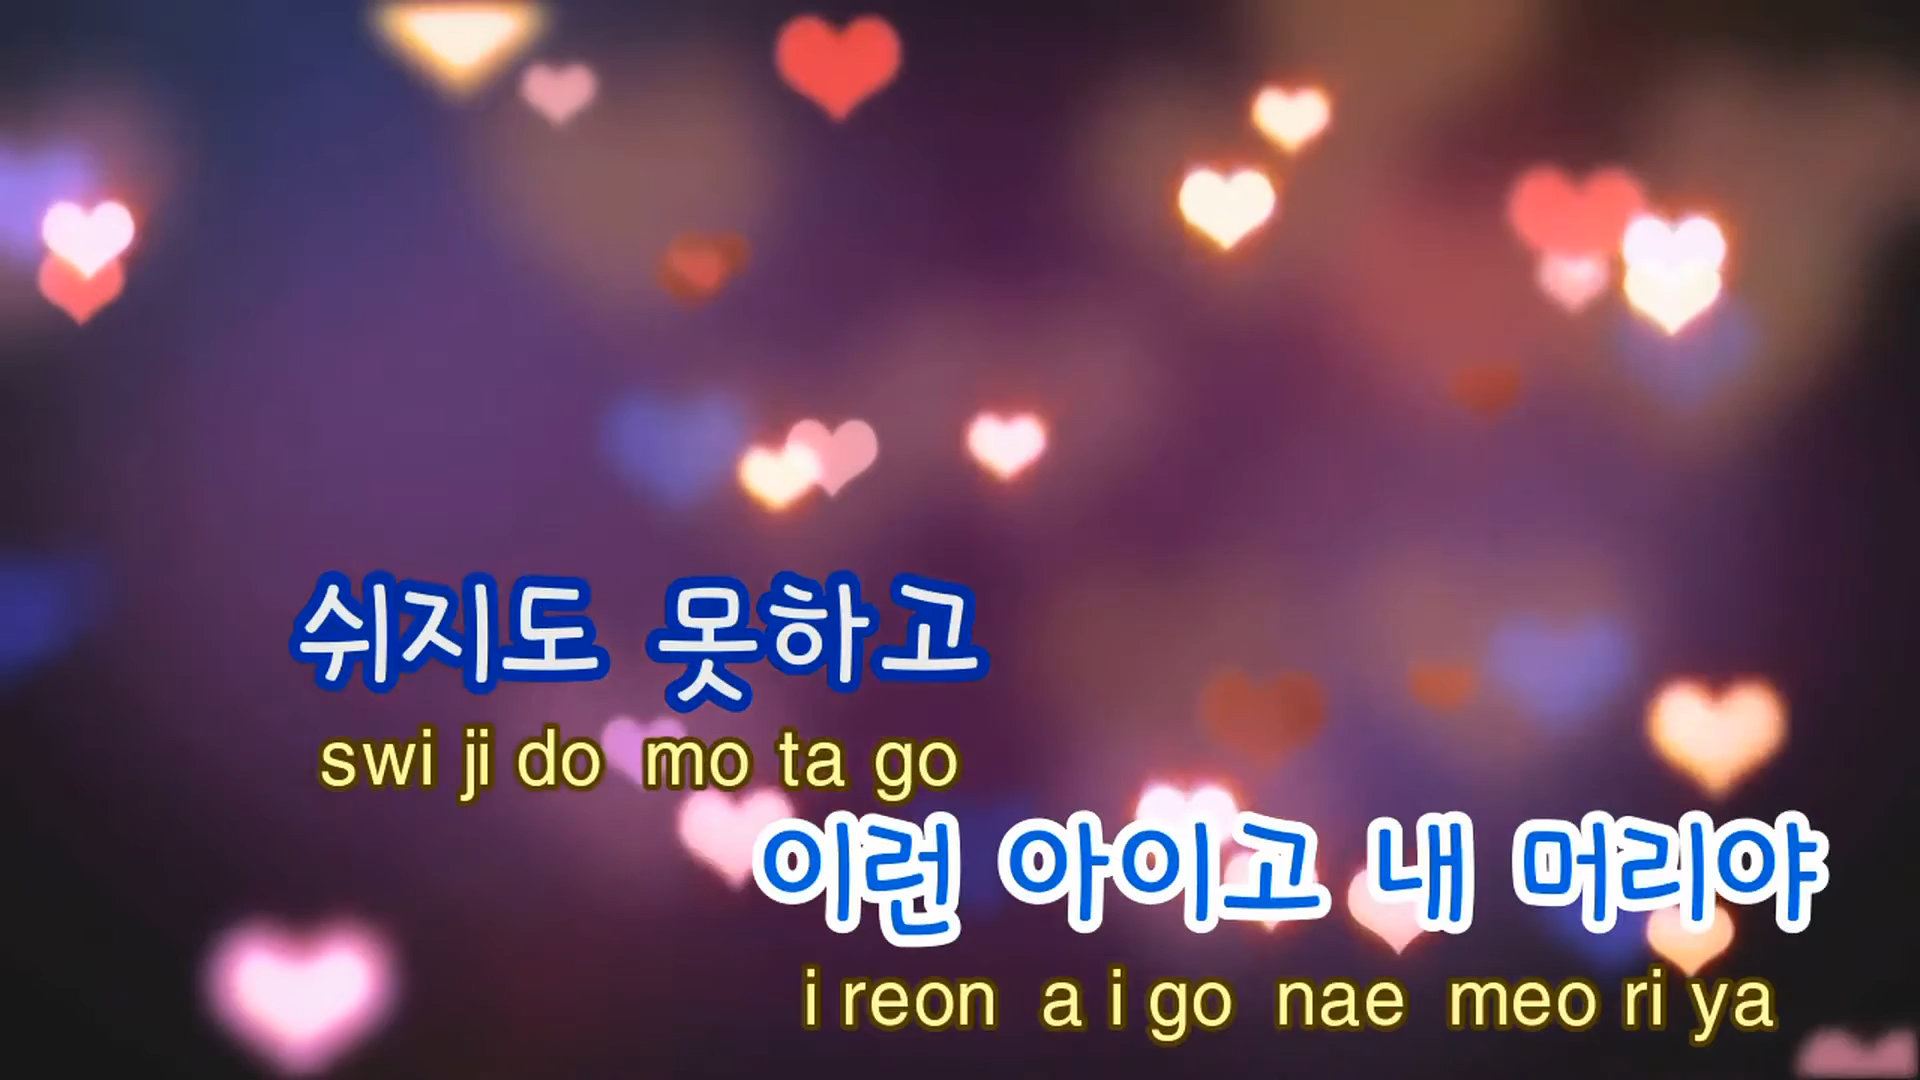 쉬지도 못하고
swi ji do mo ta go
이런 아이고 내 머리야
i reon a i go nae meo ri ya